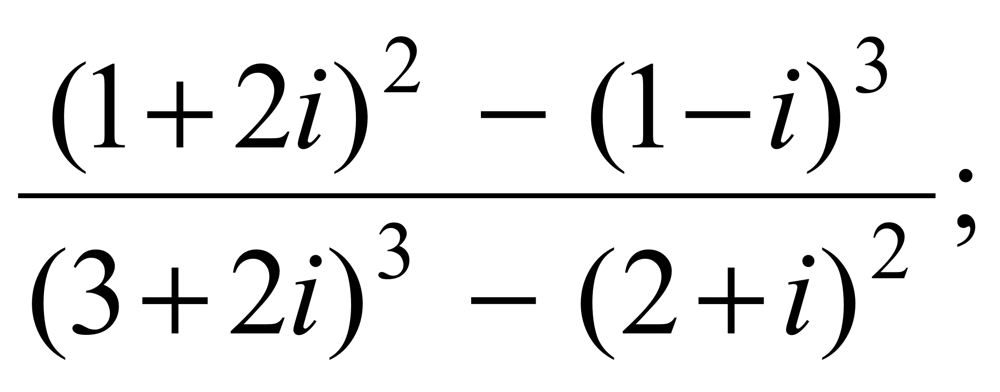 (1+2i)² − (1−i)³
(3+2i)³ − (2+i)² ;